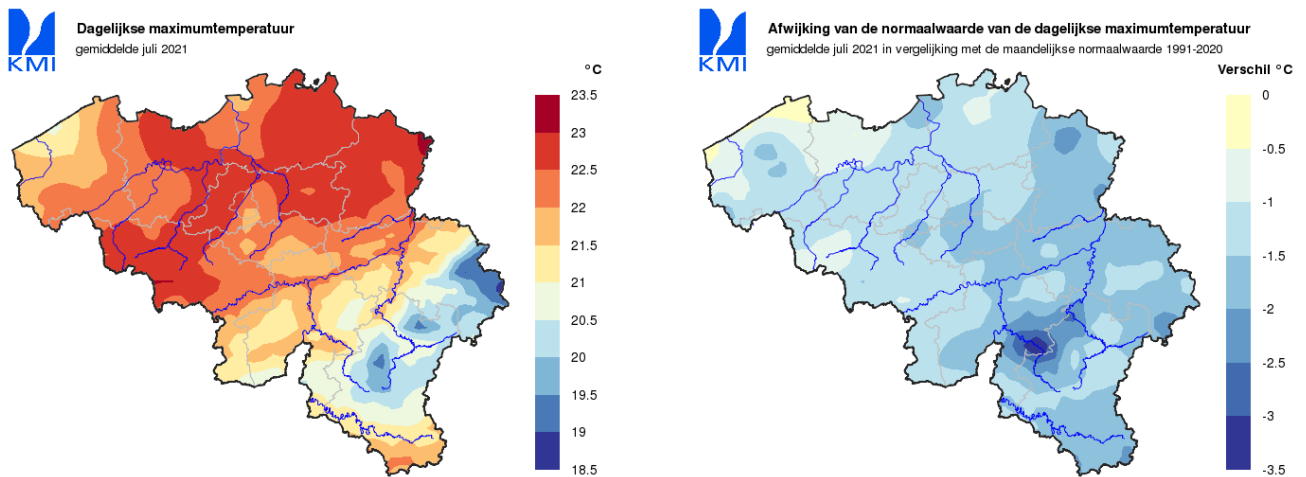 KMI
Dagelijkse maximumtemperatuur
gemiddelde juli 2021
°C
23.5
23
22.5
22
21.5
21
20.5
20
19.5
19
18.5
KMI
Afwijking van de normaalwaarde van de dagelijkse maximumtemperatuur
gemiddelde juli 2021 in vergelijking met de maandelijkse normaalwaarde 1991-2020
Verschil °C
0
-0.5
-1
-1.5
-2
-2.5
-3
-3.5